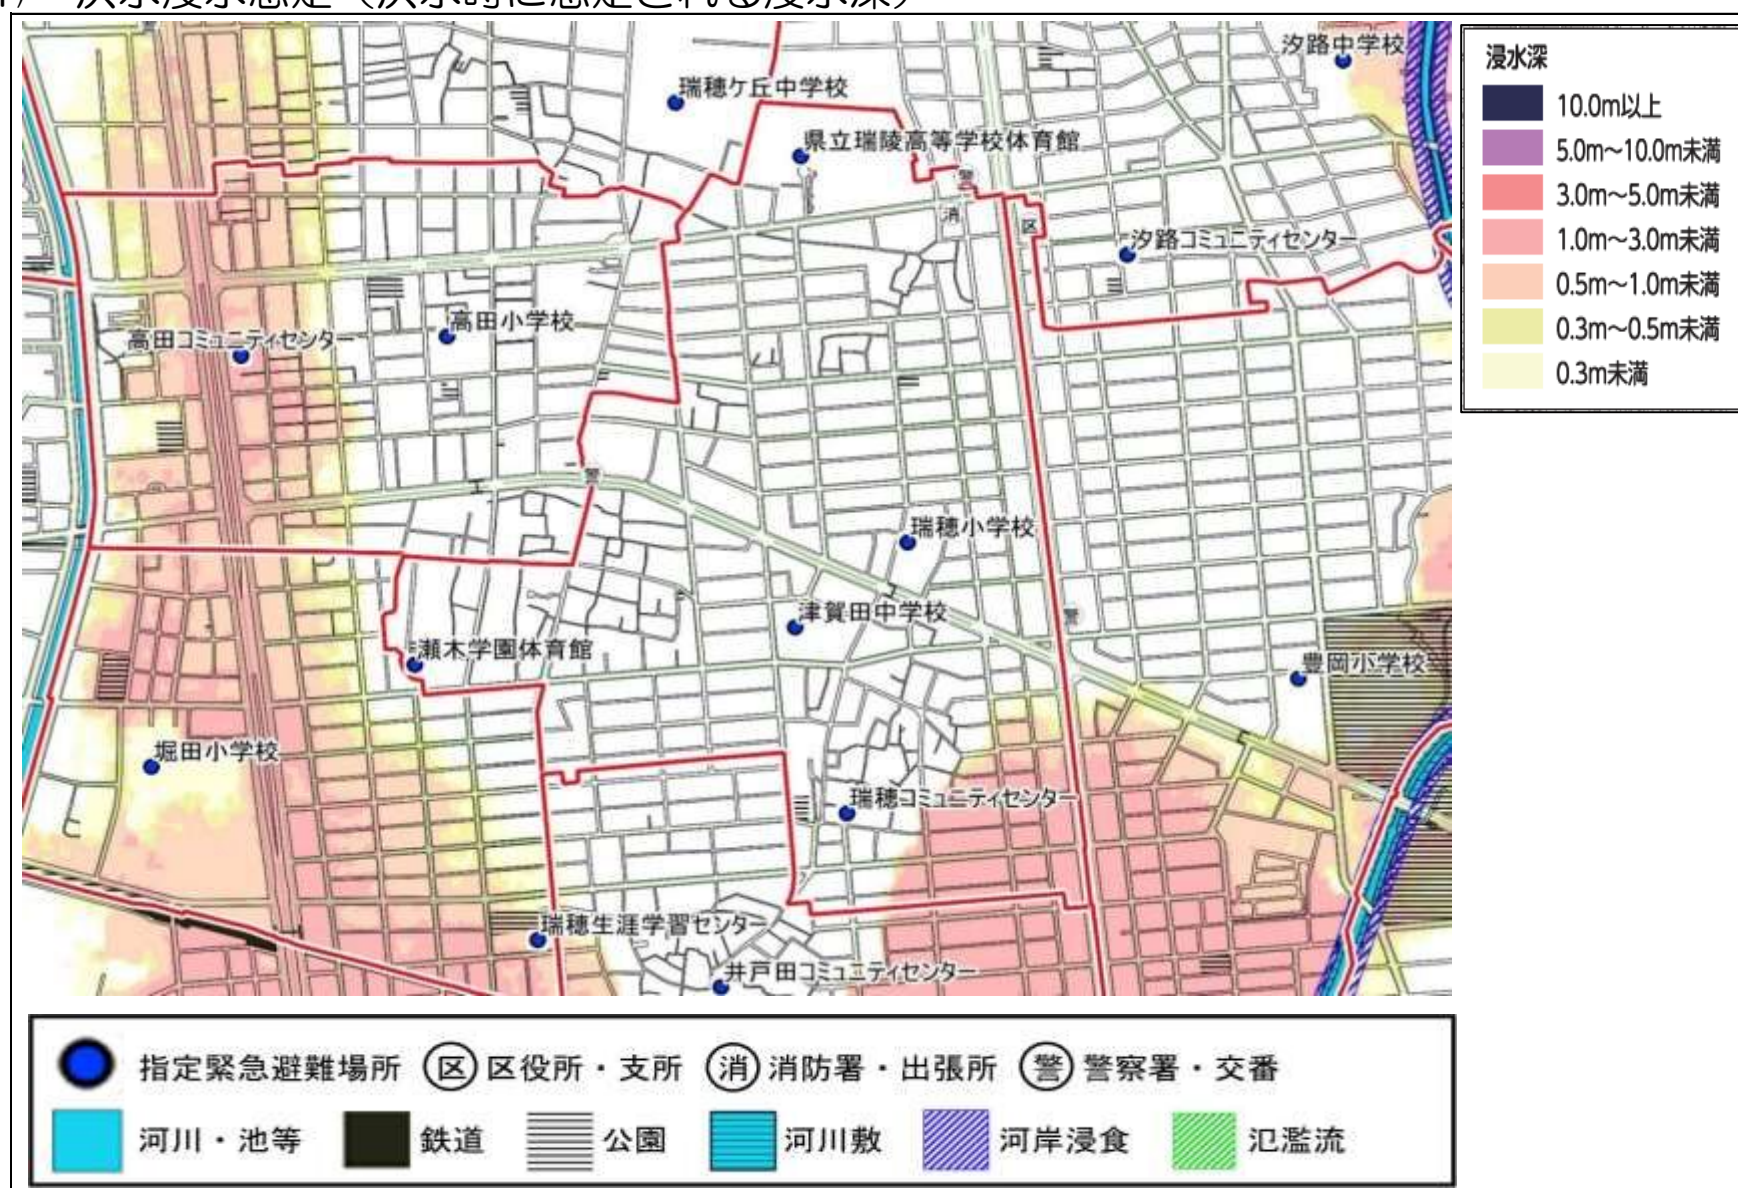 洪水浸水想定（洪水時に想定される浸水深）
汐路中学校
瑞穂ケ丘中学校
県立瑞陵高等学校体育館
警
消
区
汐路コミュニティセンター
高田小学校
高田コミュニティセンター
警
瑞穂小学校
津賀田中学校
警
瀬木学園体育館
豊岡小学校
堀田小学校
瑞穂コミュニティセンター
瑞穂生涯学習センター
井戸田コミュニティセンター
浸水深
10.0m以上
5.0m～10.0m未満
3.0m～5.0m未満
1.0m～3.0m未満
0.5m～1.0m未満
0.3m～0.5m未満
0.3m未満
指定緊急避難場所 区 区役所・支所 消 消防署・出張所 警 警察署・交番
河川・池等 鉄道 公園 河川敷 河岸浸食 氾濫流